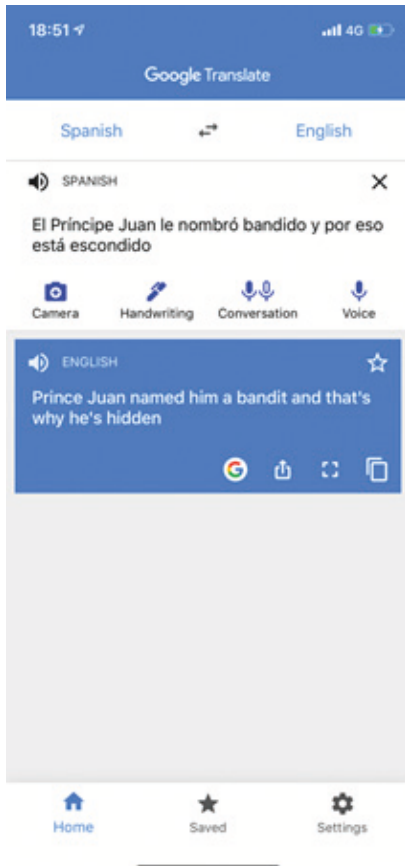 18:51 4G
Google Translate
Spanish English
SPANISH
El Príncipe Juan le nombró bandido y por eso
está escondido
Camera Handwriting Conversation Voice
ENGLISH
Prince Juan named him a bandit and that's
why he's hidden
G
Home Saved Settings